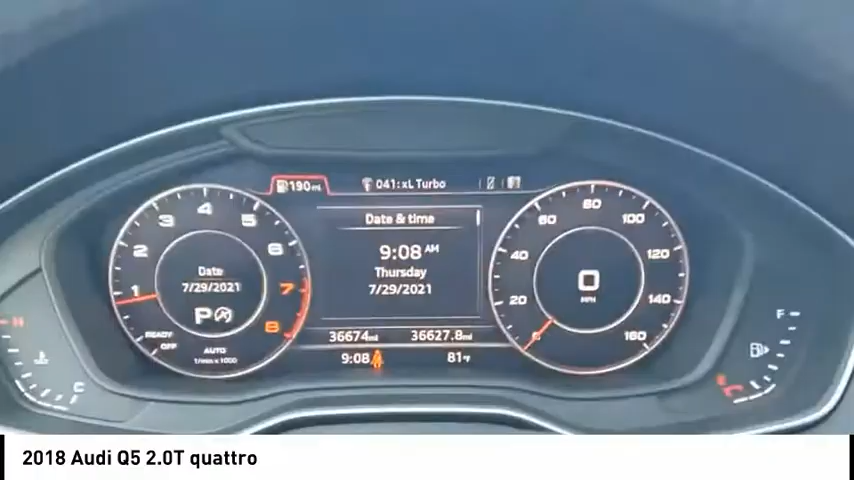 190mi
041:xL Turbo
Date & time
9:08AM
Thursday
7/29/2021
Date
7/29/2021
P
1 2 3 4 5 6 7 8
READY
OFF
AUTO
1/min x 1000
36674mi
36627.8mi
9:08
81°F
20 40 60 80 100 120 140 160
0
MPH
H
C
F
2018 Audi Q5 2.0T quattro